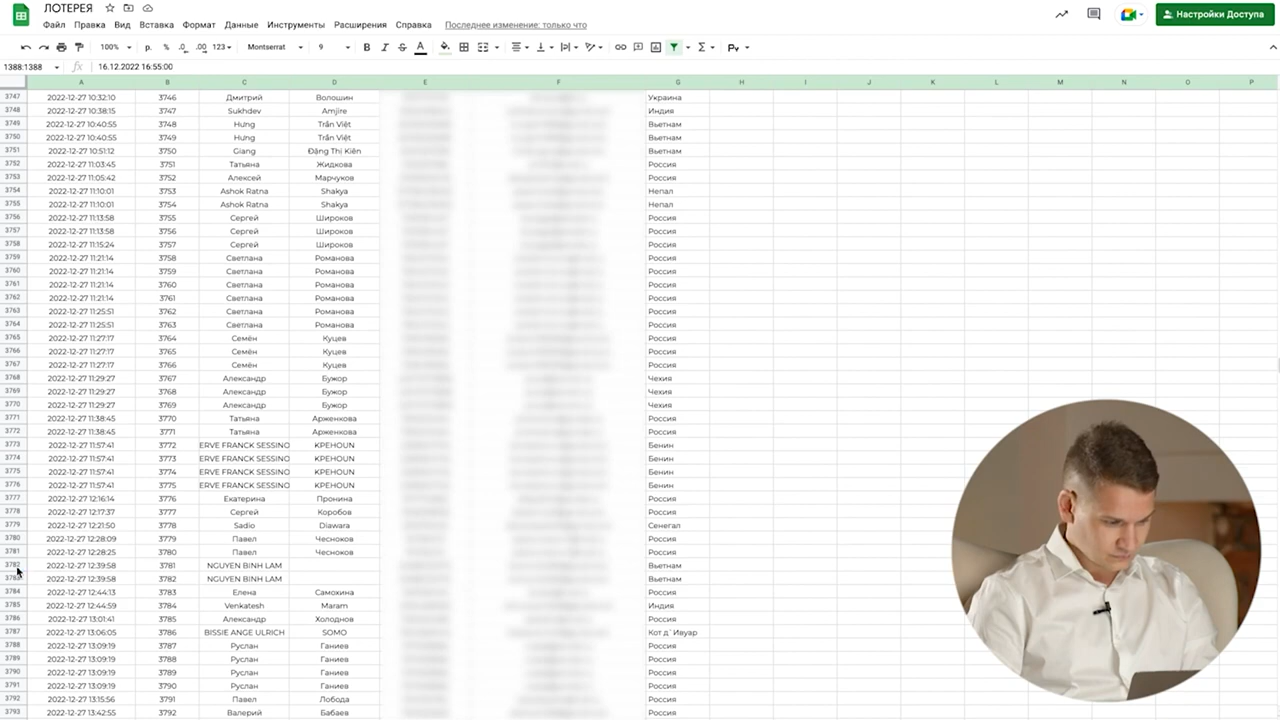 ЛОТЕРЕЯ
Файл Правка Вид Вставка Формат Данные Инструменты Расширения Справка Последнее изменение: только что
Настройки Доступа
100% р. % .0 .00 123 Montserrat 9 B I S A
1388:1388 fx 16.12.2022 16:55:00
A B C D E F G H I J K L M N O P
3747 2022-12-27 10:32:10 3746 Дмитрий Волошин Украина
3748 2022-12-27 10:38:15 3747 Sukhdev Amjire Индия
3749 2022-12-27 10:40:55 3748 Hưng Trần Việt Вьетнам
3750 2022-12-27 10:40:55 3749 Hưng Trần Việt Вьетнам
3751 2022-12-27 10:51:12 3750 Giang Đặng Thị Kiên Вьетнам
3752 2022-12-27 11:03:45 3751 Татьяна Жидкова Россия
3753 2022-12-27 11:05:42 3752 Алексей Марчуков Россия
3754 2022-12-27 11:10:01 3753 Ashok Ratna Shakya Непал
3755 2022-12-27 11:10:01 3754 Ashok Ratna Shakya Непал
3756 2022-12-27 11:13:58 3755 Сергей Широков Россия
3757 2022-12-27 11:13:58 3756 Сергей Широков Россия
3758 2022-12-27 11:15:24 3757 Сергей Широков Россия
3759 2022-12-27 11:21:14 3758 Светлана Романова Россия
3760 2022-12-27 11:21:14 3759 Светлана Романова Россия
3761 2022-12-27 11:21:14 3760 Светлана Романова Россия
3762 2022-12-27 11:21:14 3761 Светлана Романова Россия
3763 2022-12-27 11:25:51 3762 Светлана Романова Россия
3764 2022-12-27 11:25:51 3763 Светлана Романова Россия
3765 2022-12-27 11:27:17 3764 Семён Куцев Россия
3766 2022-12-27 11:27:17 3765 Семён Куцев Россия
3767 2022-12-27 11:27:17 3766 Семён Куцев Россия
3768 2022-12-27 11:29:27 3767 Александр Бужор Чехия
3769 2022-12-27 11:29:27 3768 Александр Бужор Чехия
3770 2022-12-27 11:29:27 3769 Александр Бужор Чехия
3771 2022-12-27 11:38:45 3770 Татьяна Арженкова Россия
3772 2022-12-27 11:38:45 3771 Татьяна Арженкова Россия
3773 2022-12-27 11:57:41 3772 ERVE FRANCK SESSINO KPEHOUN Бенин
3774 2022-12-27 11:57:41 3773 ERVE FRANCK SESSINO KPEHOUN Бенин
3775 2022-12-27 11:57:41 3774 ERVE FRANCK SESSINO KPEHOUN Бенин
3776 2022-12-27 11:57:41 3775 ERVE FRANCK SESSINO KPEHOUN Бенин
3777 2022-12-27 12:16:14 3776 Екатерина Пронина Россия
3778 2022-12-27 12:17:37 3777 Сергей Коробов Россия
3779 2022-12-27 12:21:50 3778 Sadio Diawara Сенегал
3780 2022-12-27 12:28:09 3779 Павел Чесноков Россия
3781 2022-12-27 12:28:25 3780 Павел Чесноков Россия
3782 2022-12-27 12:39:58 3781 NGUYEN BINH LAM Вьетнам
3783 2022-12-27 12:39:58 3782 NGUYEN BINH LAM Вьетнам
3784 2022-12-27 12:44:13 3783 Елена Самохина Россия
3785 2022-12-27 12:44:59 3784 Venkatesh Maram Индия
3786 2022-12-27 13:01:41 3785 Александр Холоднов Россия
3787 2022-12-27 13:06:05 3786 BISSIE ANGE ULRICH SOMO Кот д`Ивуар
3788 2022-12-27 13:09:19 3787 Руслан Ганиев Россия
3789 2022-12-27 13:09:19 3788 Руслан Ганиев Россия
3790 2022-12-27 13:09:19 3789 Руслан Ганиев Россия
3791 2022-12-27 13:09:19 3790 Руслан Ганиев Россия
3792 2022-12-27 13:15:56 3791 Павел Лобода Россия
3793 2022-12-27 13:42:55 3792 Валерий Бабаев Россия